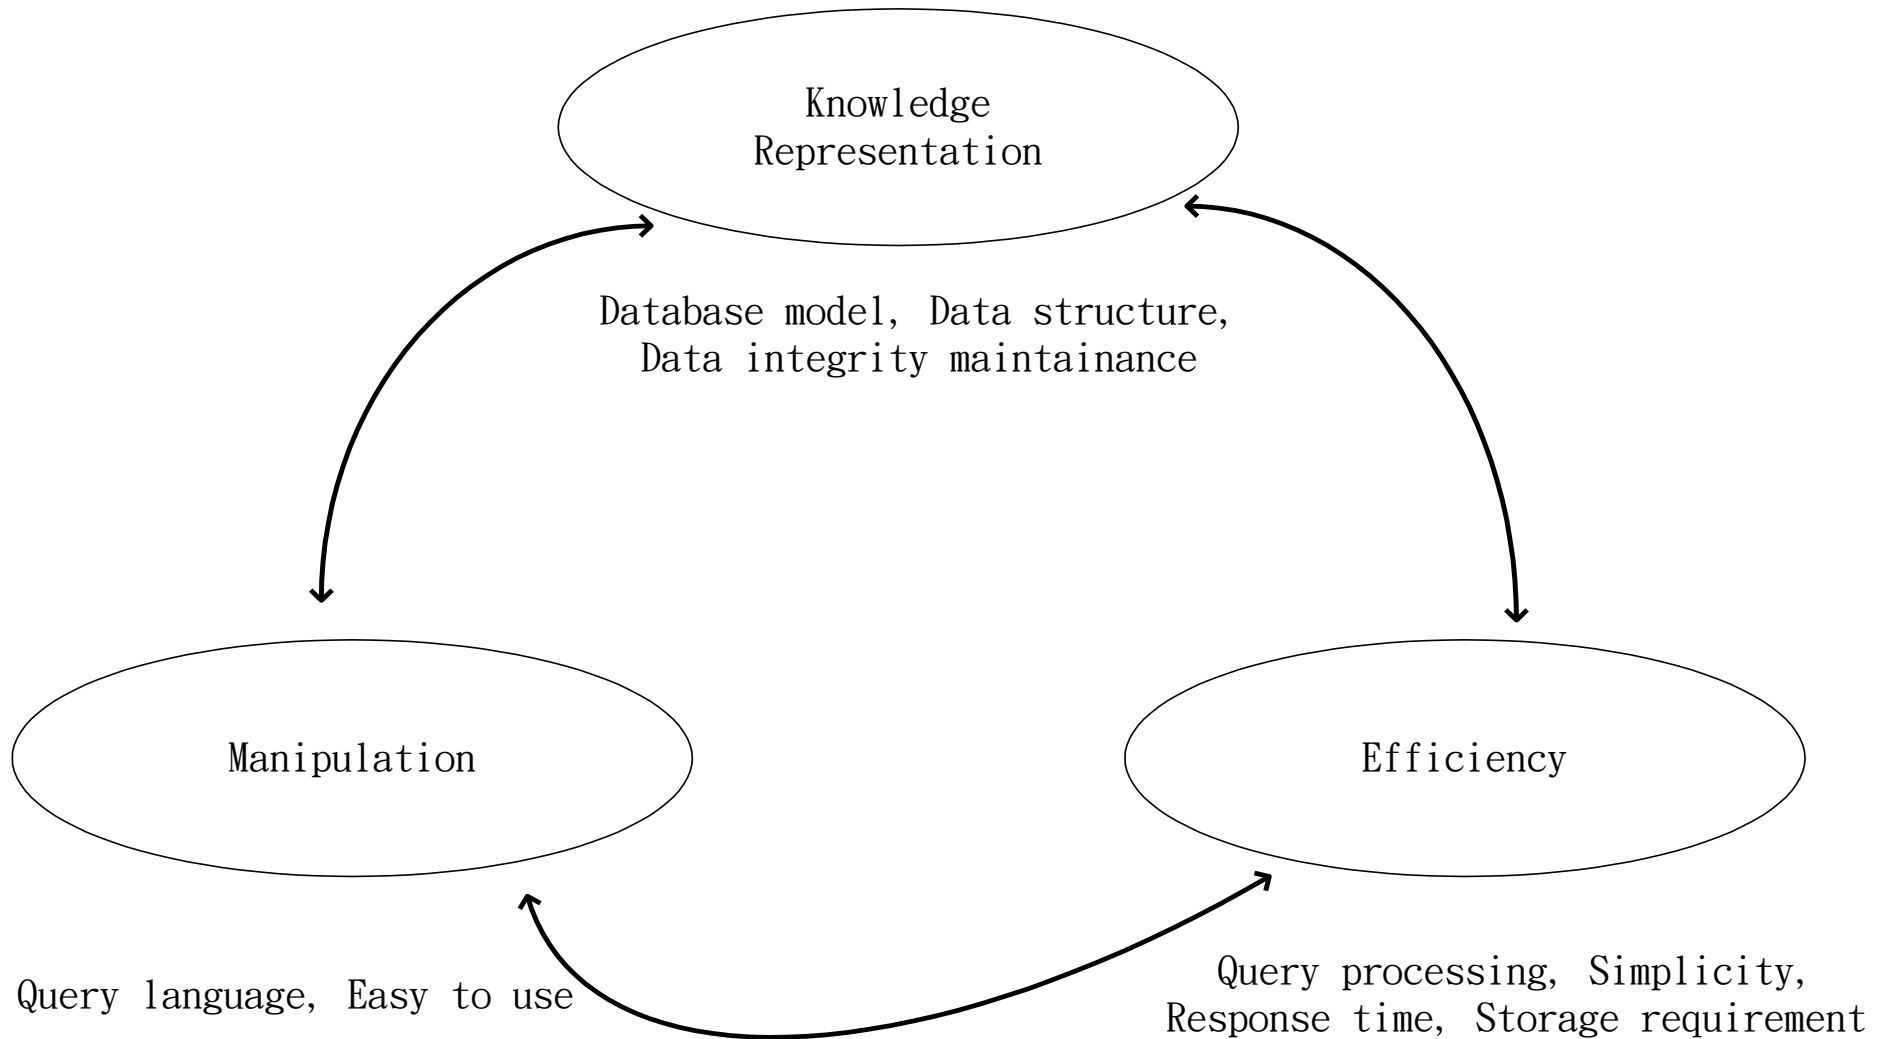 Knowledge
Representation
Database model, Data structure,
Data integrity maintainance
Manipulation
Efficiency
Query language, Easy to use
Query processing, Simplicity,
Response time, Storage requirement